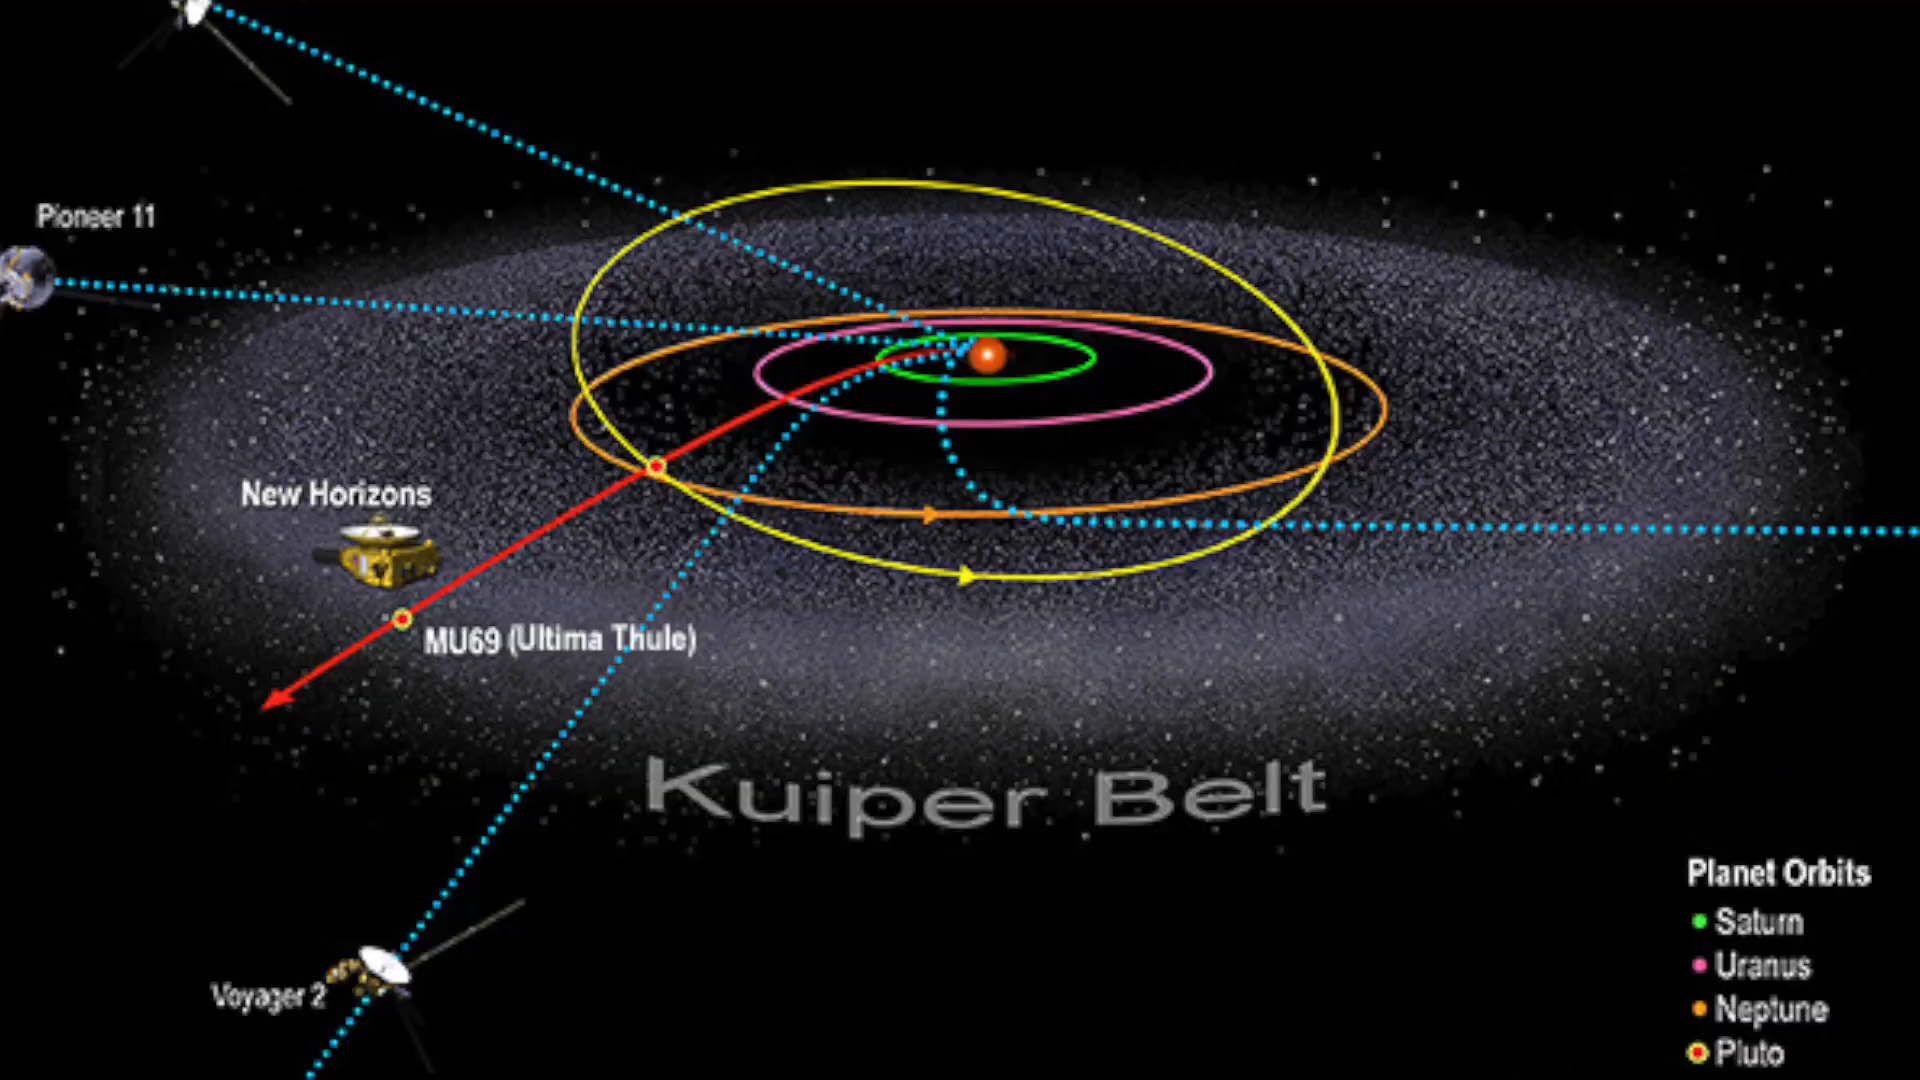 Pioneer 11
New Horizons
MU69 (Ultima Thule)
Kuiper Belt
Voyager 2
Planet Orbits
Saturn
Uranus
Neptune
Pluto